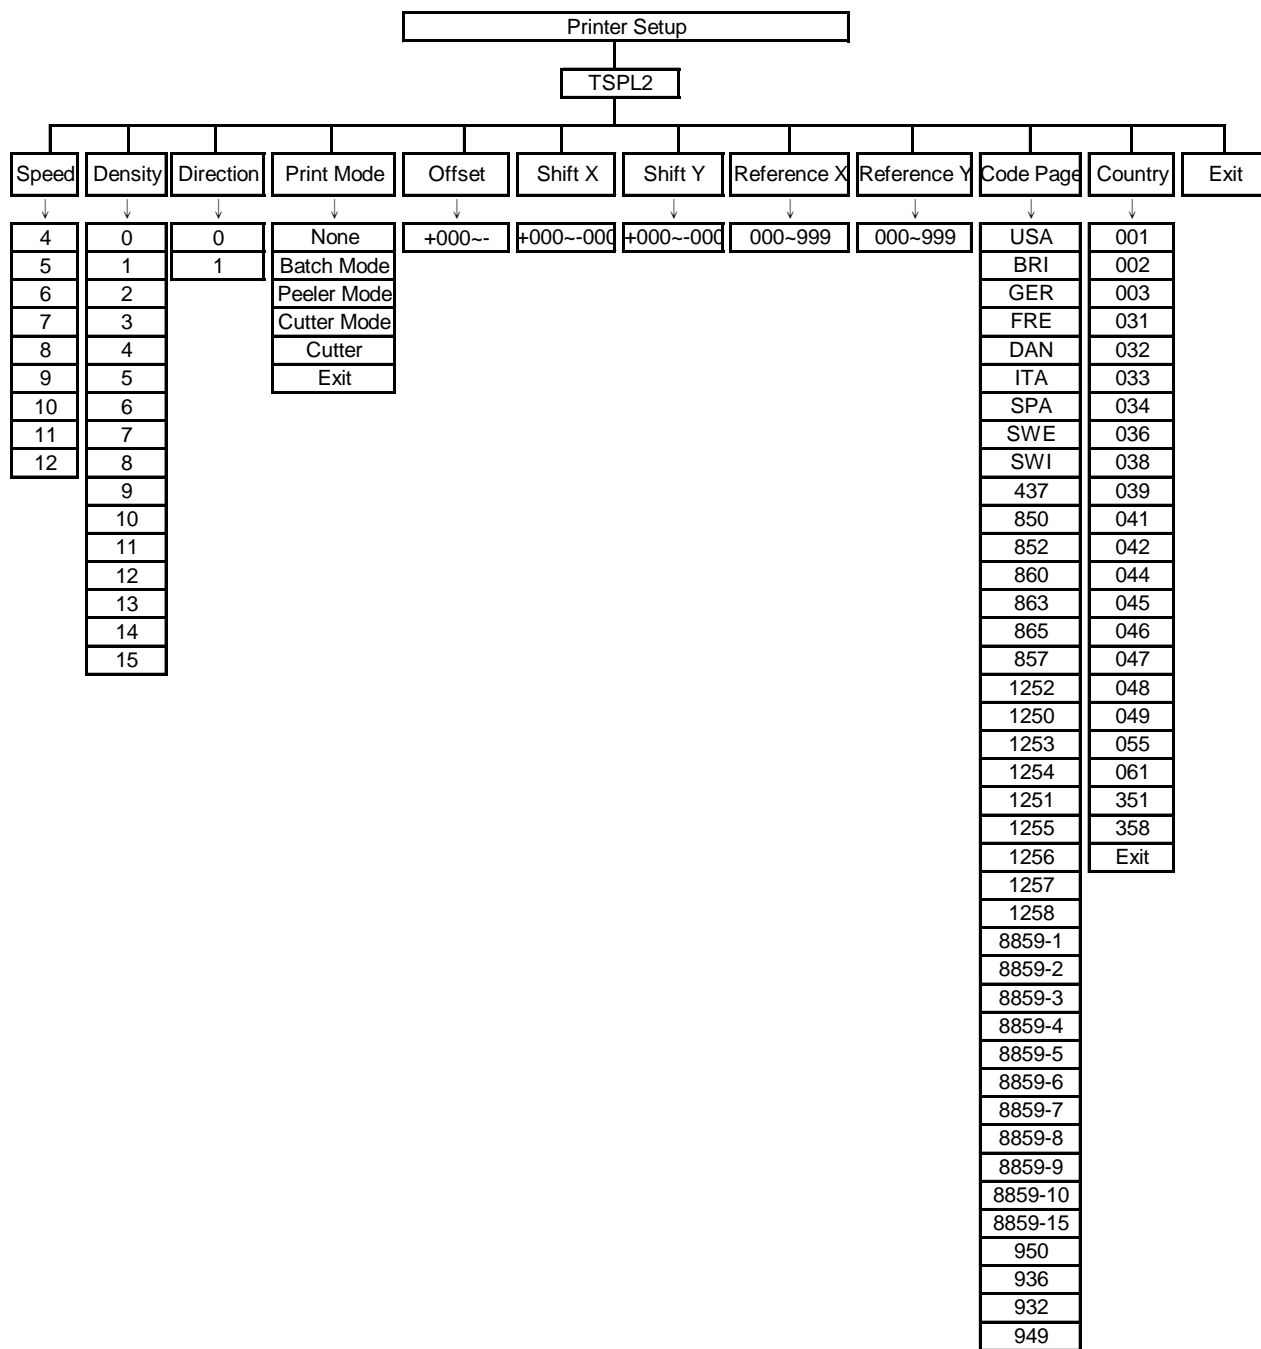 Printer Setup
TSPL2
Speed Density Direction Print Mode Offset Shift X Shift Y Reference X Reference Y Code Page Country Exit
↓ ↓ ↓ ↓ ↓ ↓ ↓ ↓ ↓ ↓
4 0 0 None +000~- +000~-000 +000~-000 000~999 000~999 USA 001
5 1 1 Batch Mode BRI 002
6 2 Peeler Mode GER 003
7 3 Cutter Mode FRE 031
8 4 Cutter DAN 032
9 5 Exit ITA 033
10 6 SPA 034
11 7 SWE 036
12 8 SWI 038
9 437 039
10 850 041
11 852 042
12 860 044
13 863 045
14 865 046
15 857 047
1252 048
1250 049
1253 055
1254 061
1251 351
1255 358
1256 Exit
1257
1258
8859-1
8859-2
8859-3
8859-4
8859-5
8859-6
8859-7
8859-8
8859-9
8859-10
8859-15
950
936
932
949